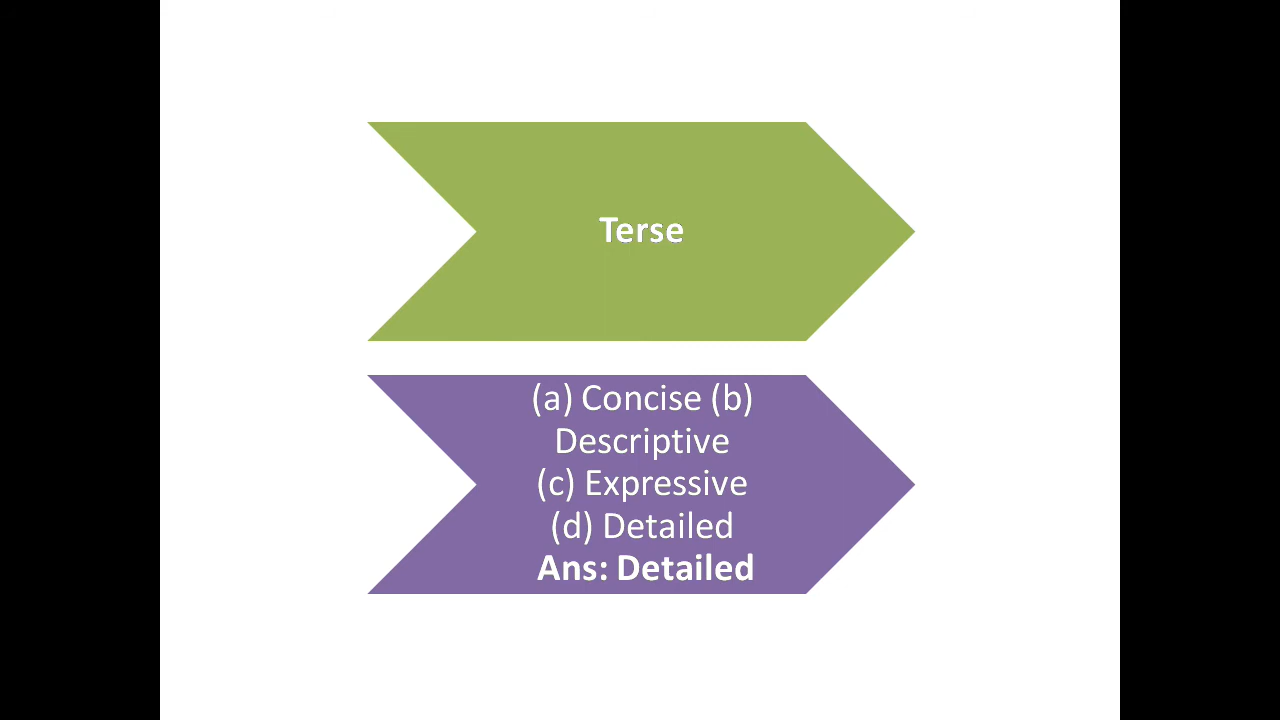 Terse
(a) Concise (b)
Descriptive
(c) Expressive
(d) Detailed
Ans: Detailed